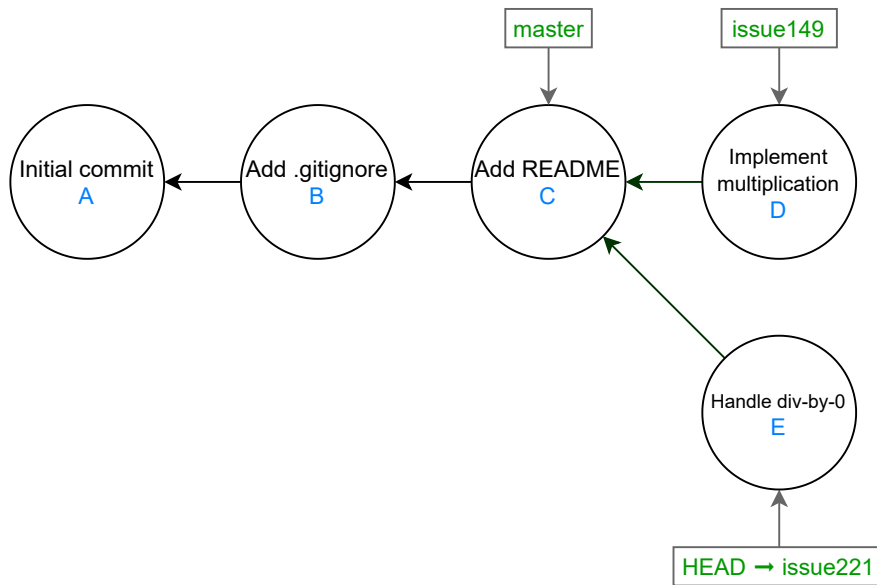 master
issue149
Initial commit
A
Add .gitignore
B
Add README
C
Implement
multiplication
D
Handle div-by-0
E
HEAD → issue221